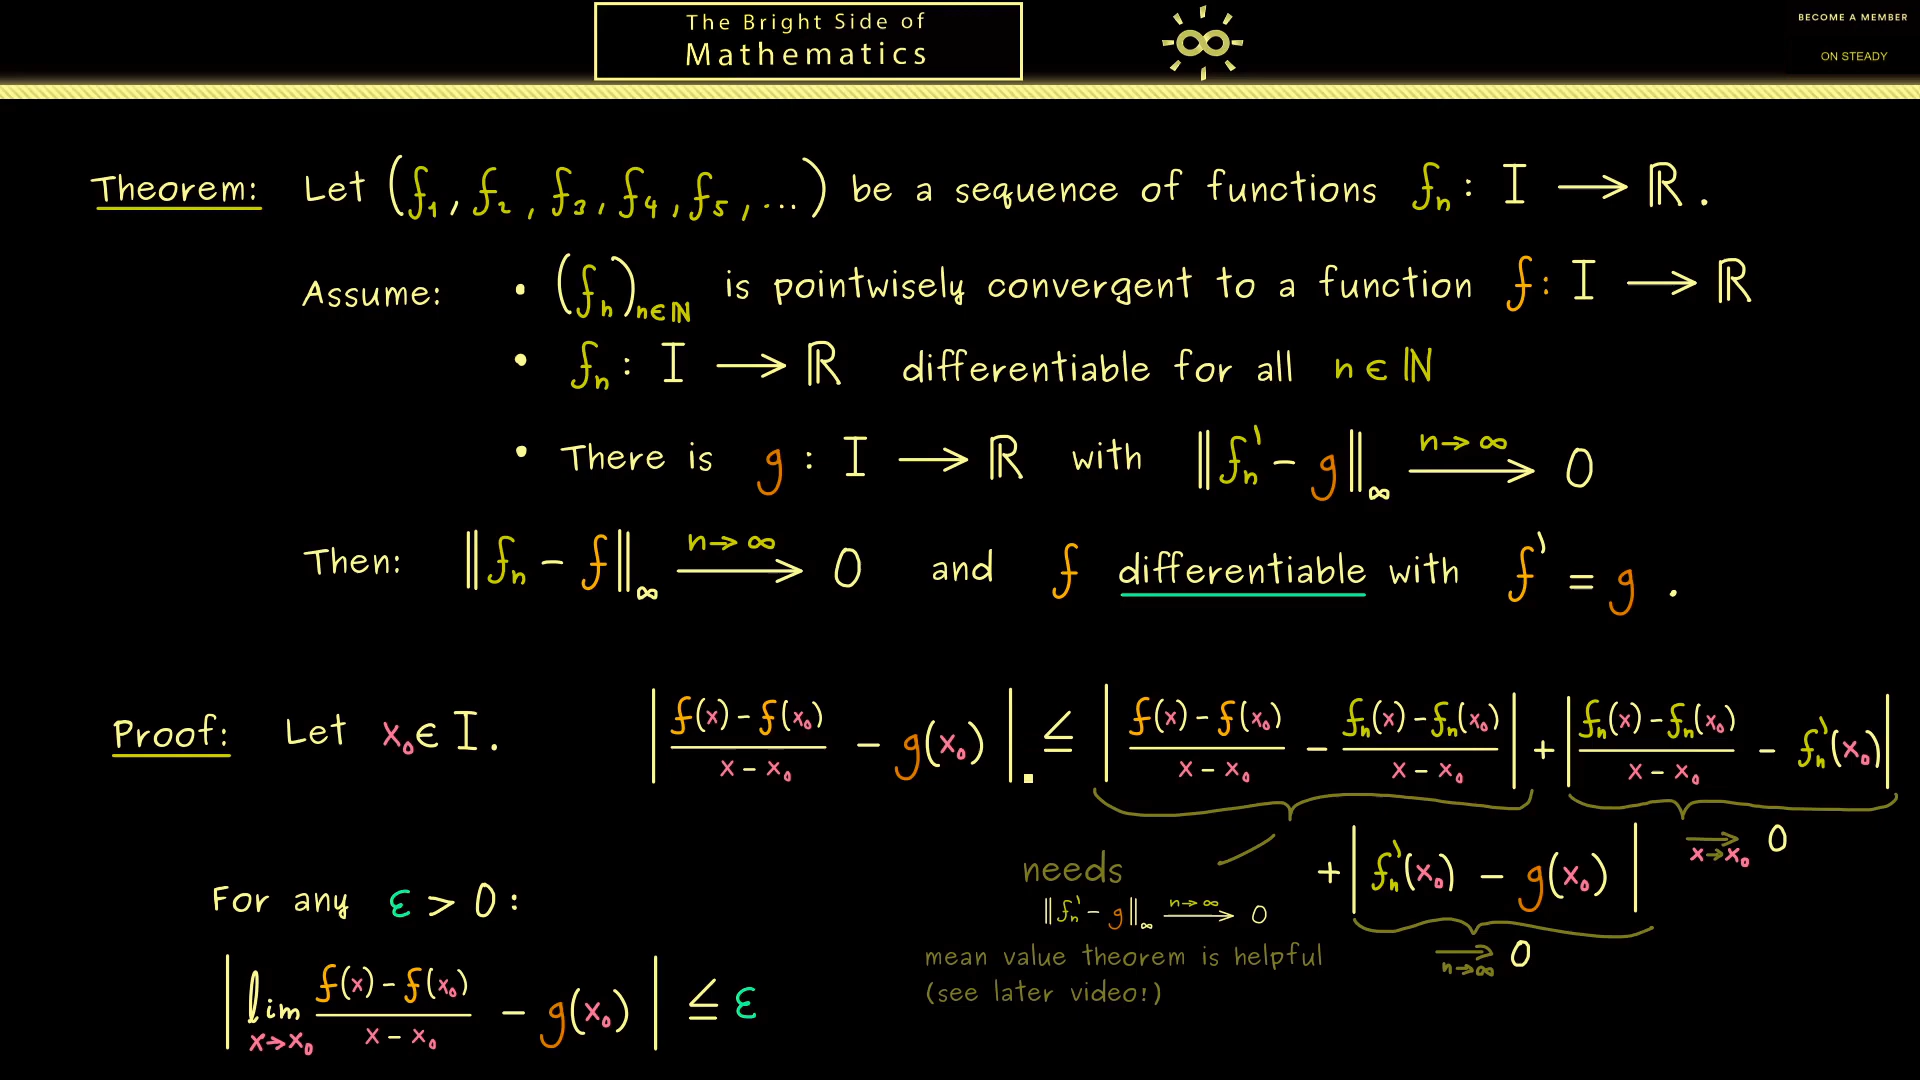 The Bright Side of
Mathematics
BECOME A MEMBER
ON STEADY
Theorem: Let (f₁, f₂, f₃, f₄, f₅, ...) be a sequence of functions fₙ : I ⟶ ℝ.
Assume: • (fₙ)ₙ∈ℕ is pointwisely convergent to a function f : I ⟶ ℝ
• fₙ : I ⟶ ℝ differentiable for all n ∈ ℕ
• There is g : I ⟶ ℝ with ‖fₙ' − g‖∞ ⟶ (n→∞) 0
Then: ‖fₙ − f‖∞ ⟶ (n→∞) 0 and f differentiable with f' = g .
Proof: Let x₀ ∈ I. | (f(x) − f(x₀))/(x − x₀) − g(x₀) | ≤ | (f(x) − f(x₀))/(x − x₀) − (fₙ(x) − fₙ(x₀))/(x − x₀) | + | (fₙ(x) − fₙ(x₀))/(x − x₀) − fₙ'(x₀) |
⟶ (x→x₀) 0
+ | fₙ'(x₀) − g(x₀) |
⟶ (n→∞) 0
needs
‖fₙ' − g‖∞ ⟶ (n→∞) 0
mean value theorem is helpful
(see later video!)
For any ε > 0 :
| lim (x→x₀) (f(x) − f(x₀))/(x − x₀) − g(x₀) | ≤ ε